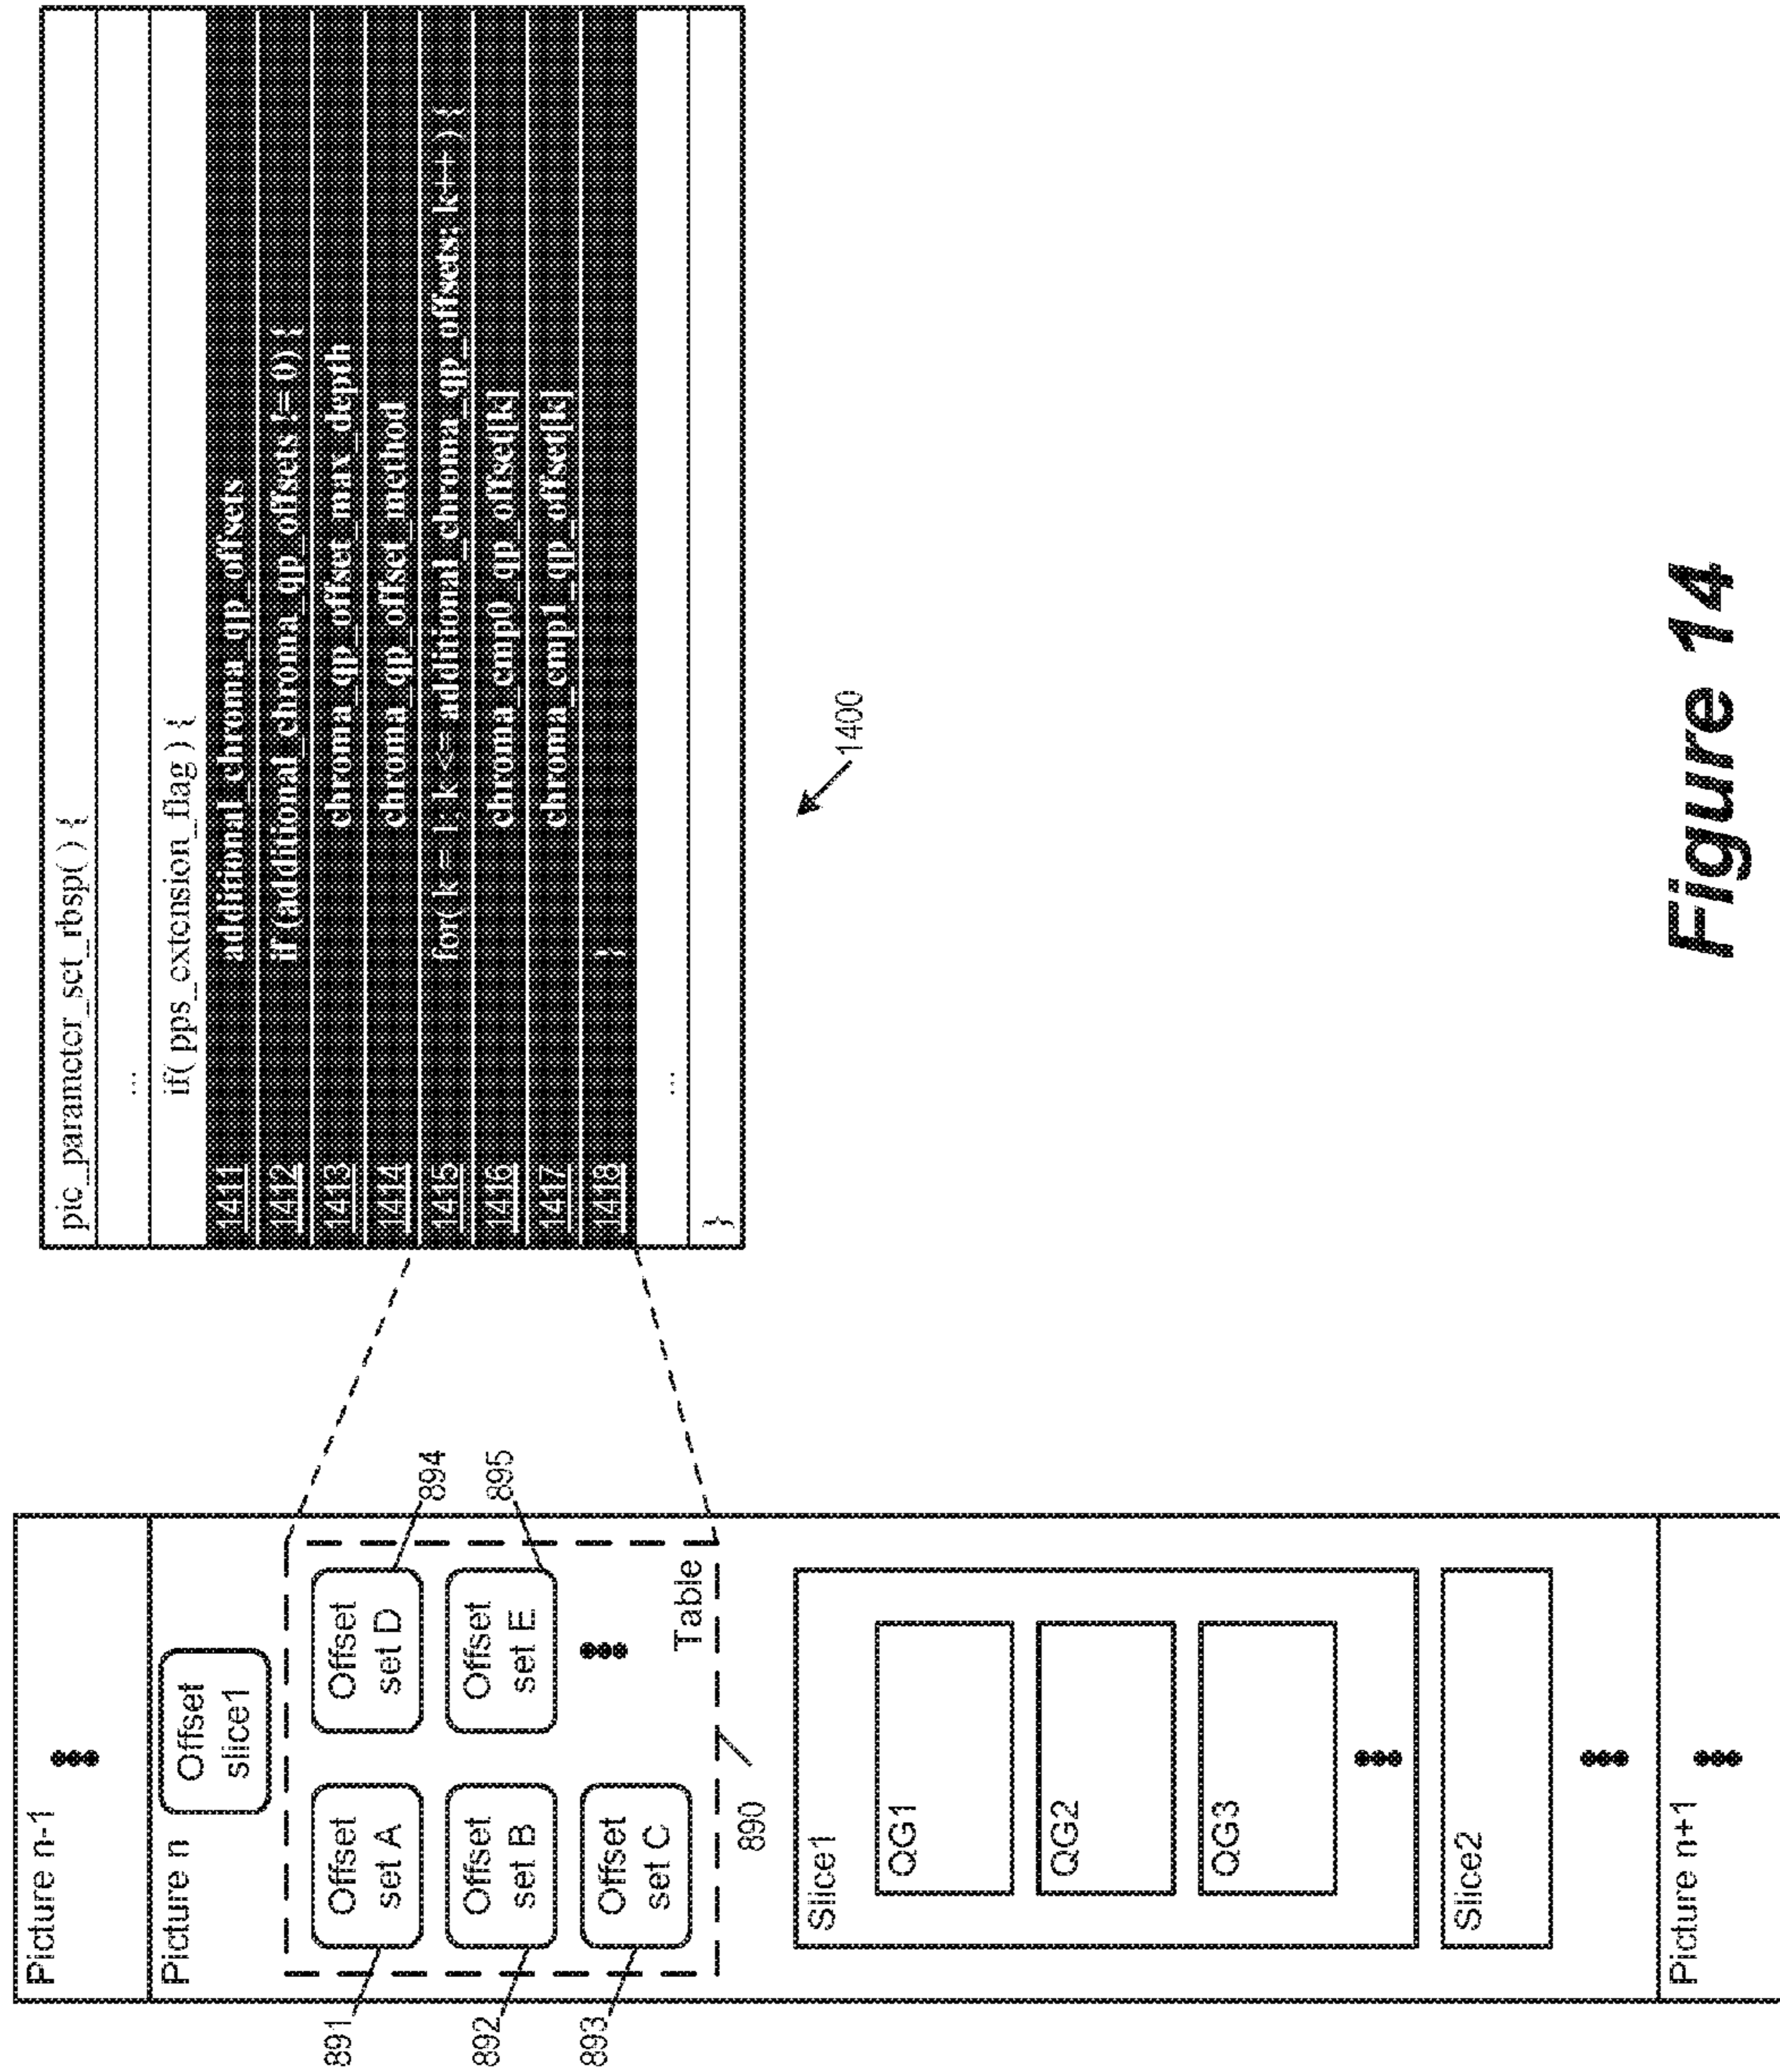 Picture n-1
Picture n
Offset
slice1
Offset
set A
Offset
set D
Offset
set B
Offset
set E
Offset
set C
Table
891
892
893
894
895
890
Slice1
QG1
QG2
QG3
Slice2
Picture n+1
pic_parameter_set_rbsp( ) {
...
if( pps_extension_flag ) {
1411 additional_chroma_qp_offsets
1412 if (additional_chroma_qp_offsets != 0) {
1413 chroma_qp_offset_max_depth
1414 chroma_qp_offset_method
1415 for( k = 1; k <= additional_chroma_qp_offsets; k++ ) {
1416 chroma_cmp0_qp_offset[k]
1417 chroma_cmp1_qp_offset[k]
1418 }
...
}
1400
Figure 14